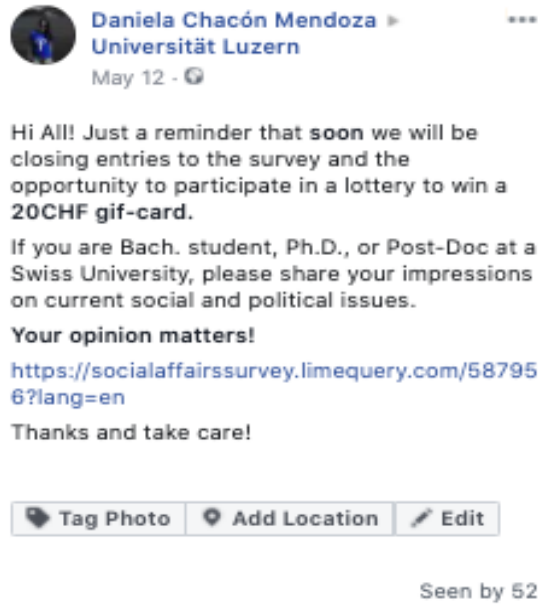 Daniela Chacón Mendoza ▸
Universität Luzern
May 12 ·
Hi All! Just a reminder that soon we will be
closing entries to the survey and the
opportunity to participate in a lottery to win a
20CHF gif-card.
If you are Bach. student, Ph.D., or Post-Doc at a
Swiss University, please share your impressions
on current social and political issues.
Your opinion matters!
https://socialaffairssurvey.limequery.com/58795
6?lang=en
Thanks and take care!
Tag Photo Add Location Edit
Seen by 52